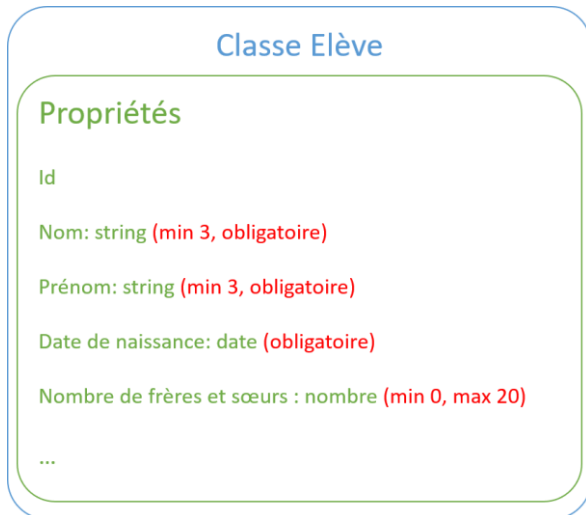 Classe Elève
Propriétés
Id
Nom: string (min 3, obligatoire)
Prénom: string (min 3, obligatoire)
Date de naissance: date (obligatoire)
Nombre de frères et sœurs : nombre (min 0, max 20)
...